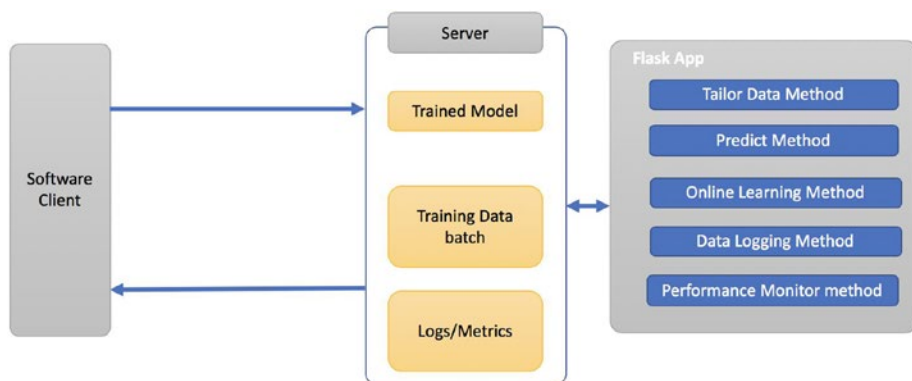 Software
Client
Server
Trained Model
Training Data
batch
Logs/Metrics
Flask App
Tailor Data Method
Predict Method
Online Learning Method
Data Logging Method
Performance Monitor method